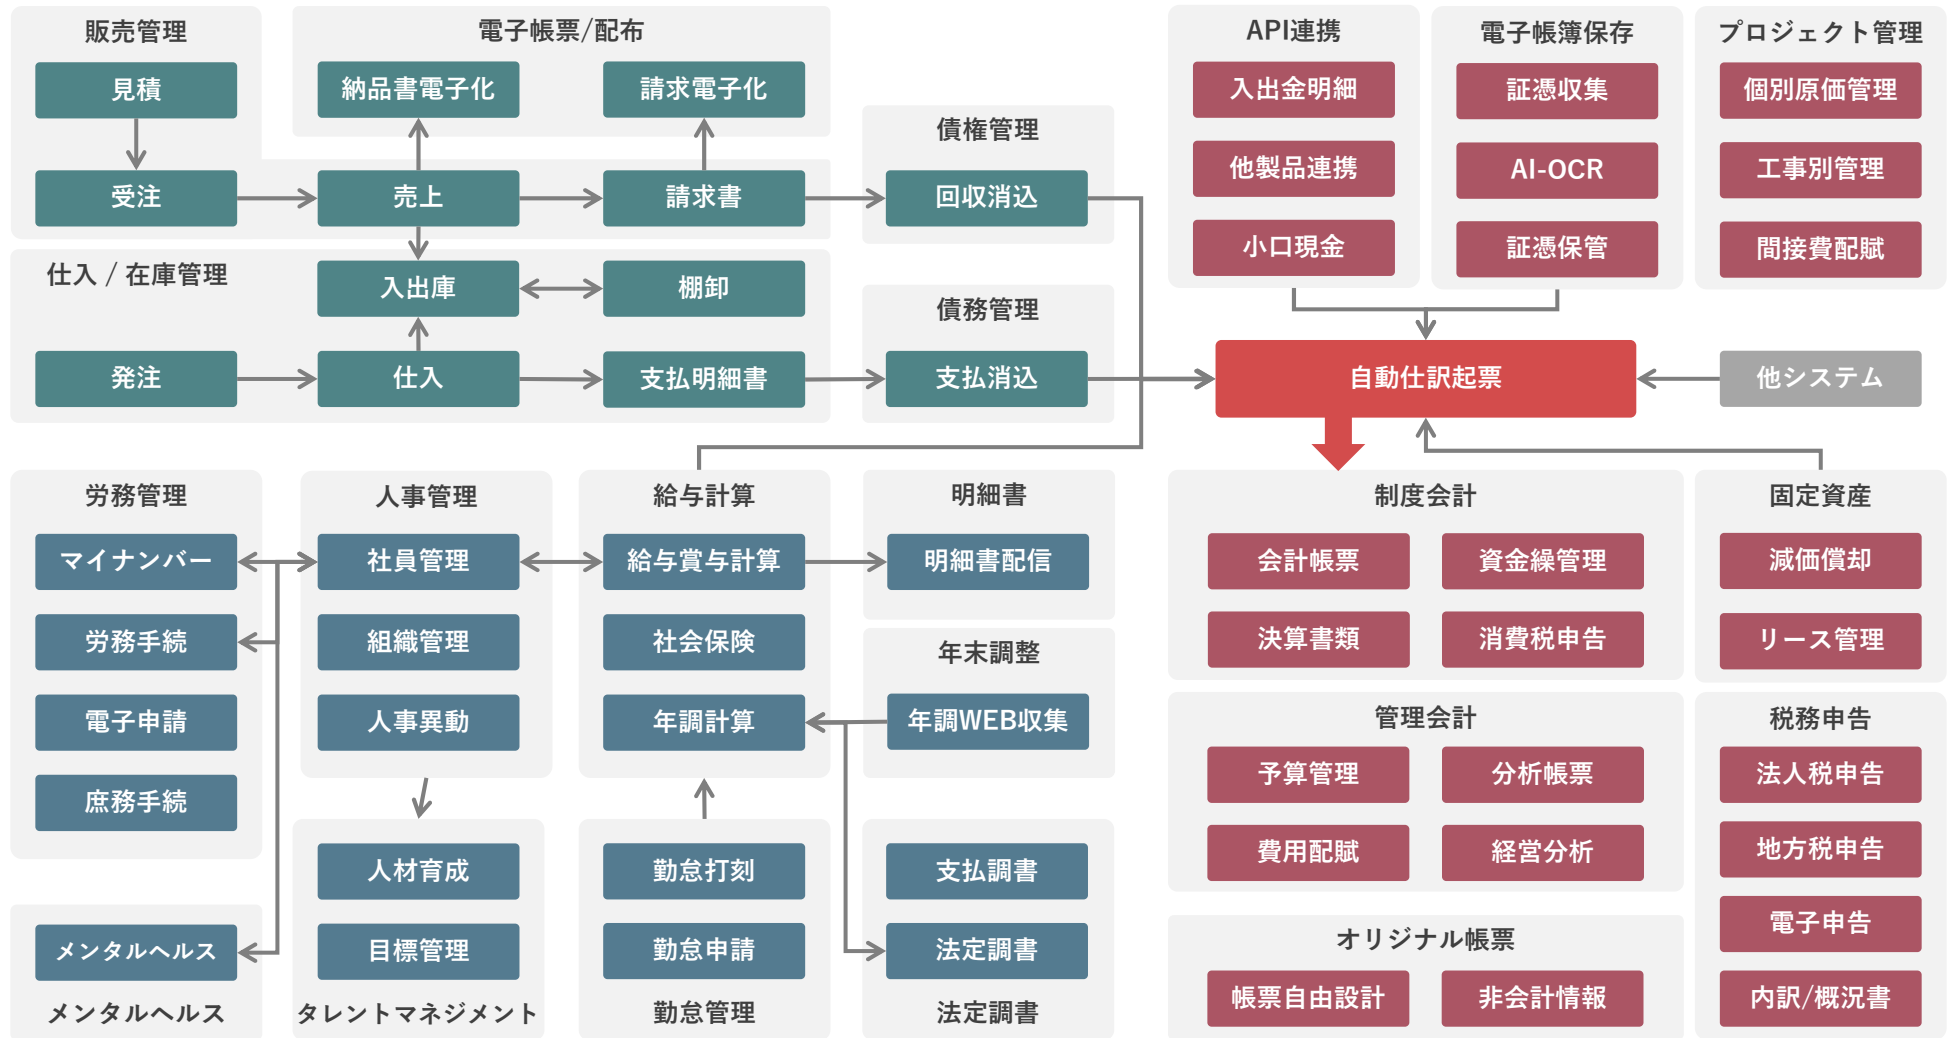 販売管理
見積
受注
売上
請求書
電子帳票/配布
納品書電子化
請求電子化
債権管理
回収消込
仕入 / 在庫管理
入出庫
棚卸
発注
仕入
支払明細書
債務管理
支払消込
API連携
入出金明細
他製品連携
小口現金
電子帳簿保存
証憑収集
AI-OCR
証憑保管
プロジェクト管理
個別原価管理
工事別管理
間接費配賦
自動仕訳起票
他システム
労務管理
マイナンバー
労務手続
電子申請
庶務手続
メンタルヘルス
メンタルヘルス
人事管理
社員管理
組織管理
人事異動
人材育成
目標管理
タレントマネジメント
給与計算
給与賞与計算
社会保険
年調計算
勤怠打刻
勤怠申請
勤怠管理
明細書
明細書配信
年末調整
年調WEB収集
支払調書
法定調書
法定調書
制度会計
会計帳票
資金繰管理
決算書類
消費税申告
管理会計
予算管理
分析帳票
費用配賦
経営分析
オリジナル帳票
帳票自由設計
非会計情報
固定資産
減価償却
リース管理
税務申告
法人税申告
地方税申告
電子申告
内訳/概況書